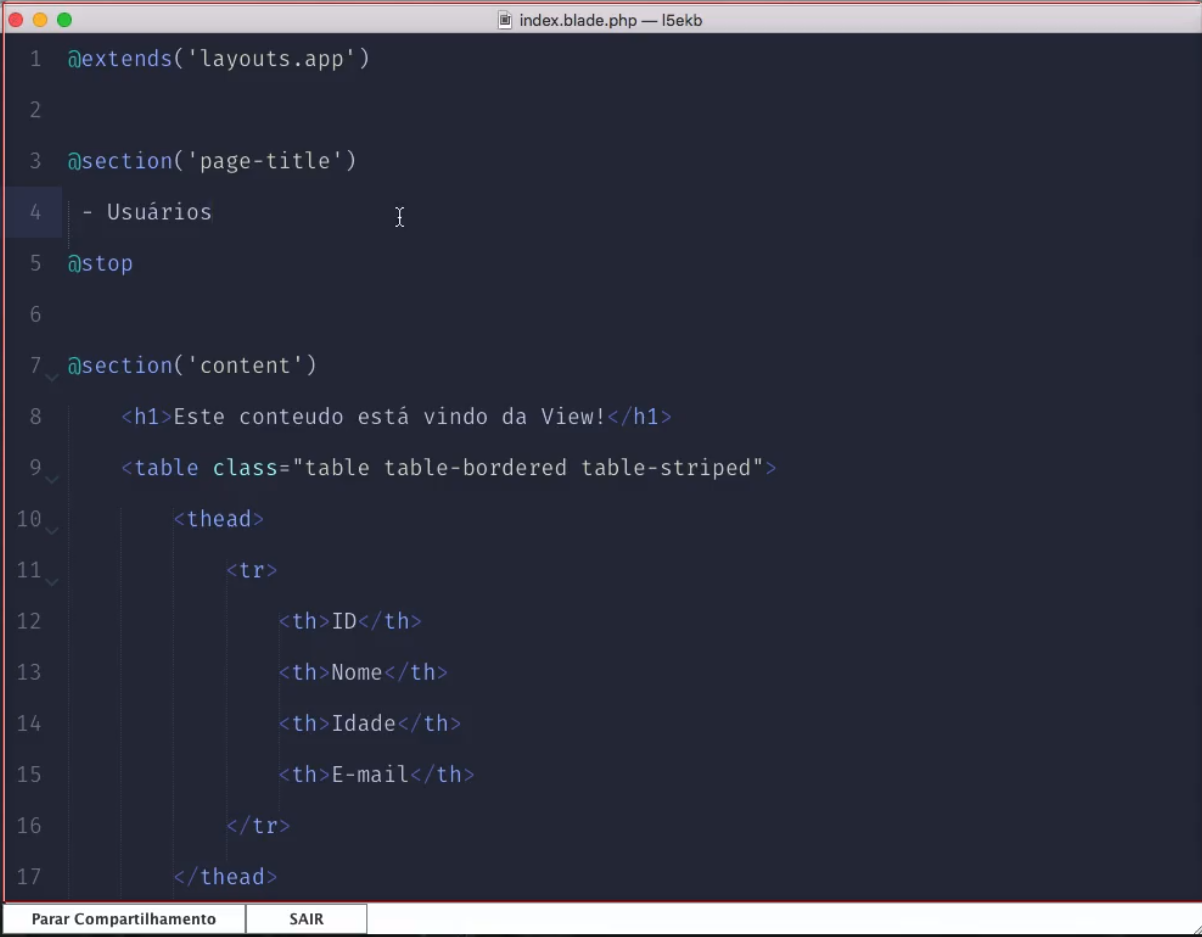 index.blade.php — l5ekb
1 @extends('layouts.app')
2
3 @section('page-title')
4 - Usuários
5 @stop
6
7 @section('content')
8 <h1>Este conteudo está vindo da View!</h1>
9 <table class="table table-bordered table-striped">
10 <thead>
11 <tr>
12 <th>ID</th>
13 <th>Nome</th>
14 <th>Idade</th>
15 <th>E-mail</th>
16 </tr>
17 </thead>
Parar Compartilhamento SAIR